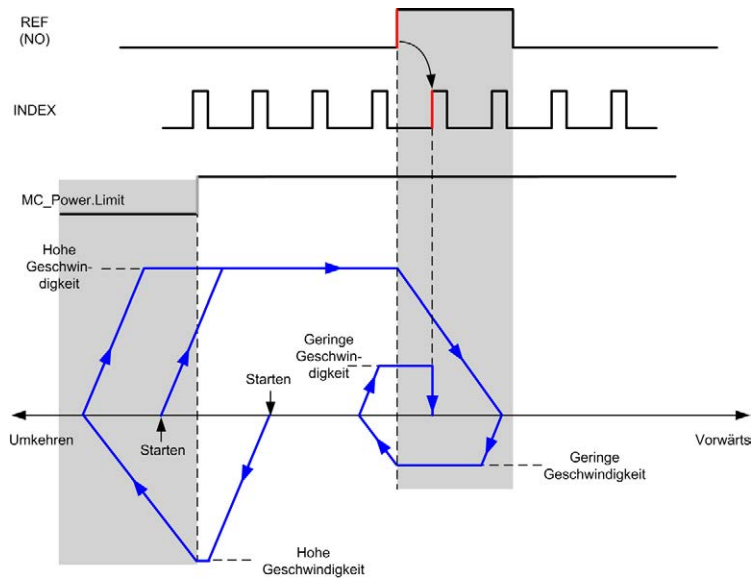 REF
(NO)
INDEX
MC_Power.Limit
Hohe
Geschwin-
digkeit
Geringe
Geschwin-
digkeit
Starten
Umkehren
Starten
Vorwärts
Geringe
Geschwindigkeit
Hohe
Geschwindigkeit